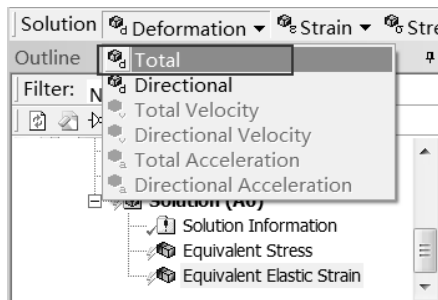 Solution Deformation Strain Stre
Outline
Total
Filter: N
Directional
Total Velocity
Directional Velocity
Total Acceleration
Directional Acceleration
Solution (A6)
Solution Information
Equivalent Stress
Equivalent Elastic Strain